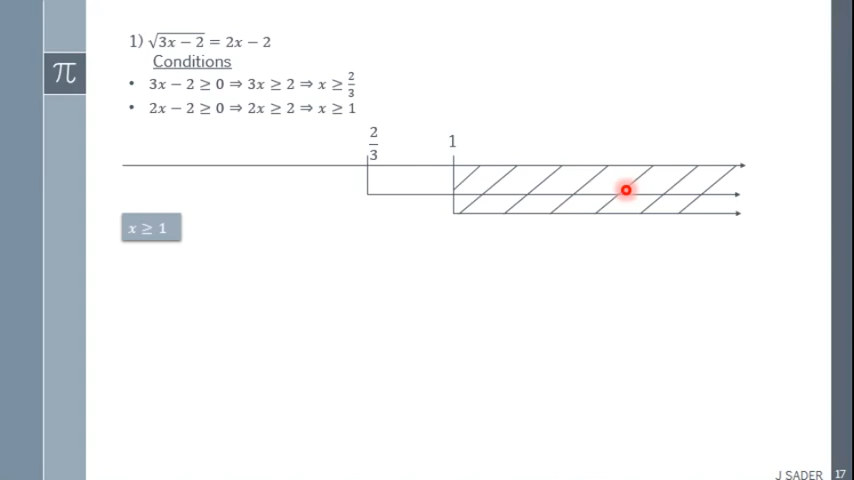 π
1) √(3x − 2) = 2x − 2
Conditions
• 3x − 2 ≥ 0 ⇒ 3x ≥ 2 ⇒ x ≥ 2/3
• 2x − 2 ≥ 0 ⇒ 2x ≥ 2 ⇒ x ≥ 1
2/3 1
x ≥ 1
J SADER 17